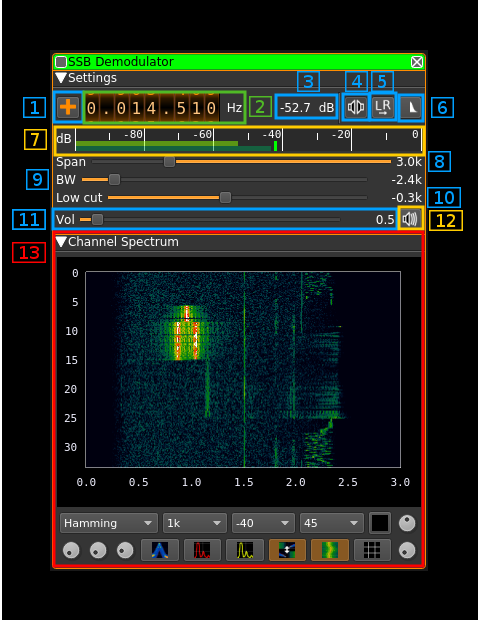 SSB Demodulator
Settings
3 4 5
1 0.014.510 Hz 2 -52.7 dB LR 6
7 dB -80 -60 -40 -20 0
Span 3.0k 8
9 BW -2.4k
Low cut -0.3k 10
11 Vol 0.5 12
13 Channel Spectrum
0
5
10
15
20
25
30
0.0 0.5 1.0 1.5 2.0 2.5 3.0
Hamming 1k -40 45